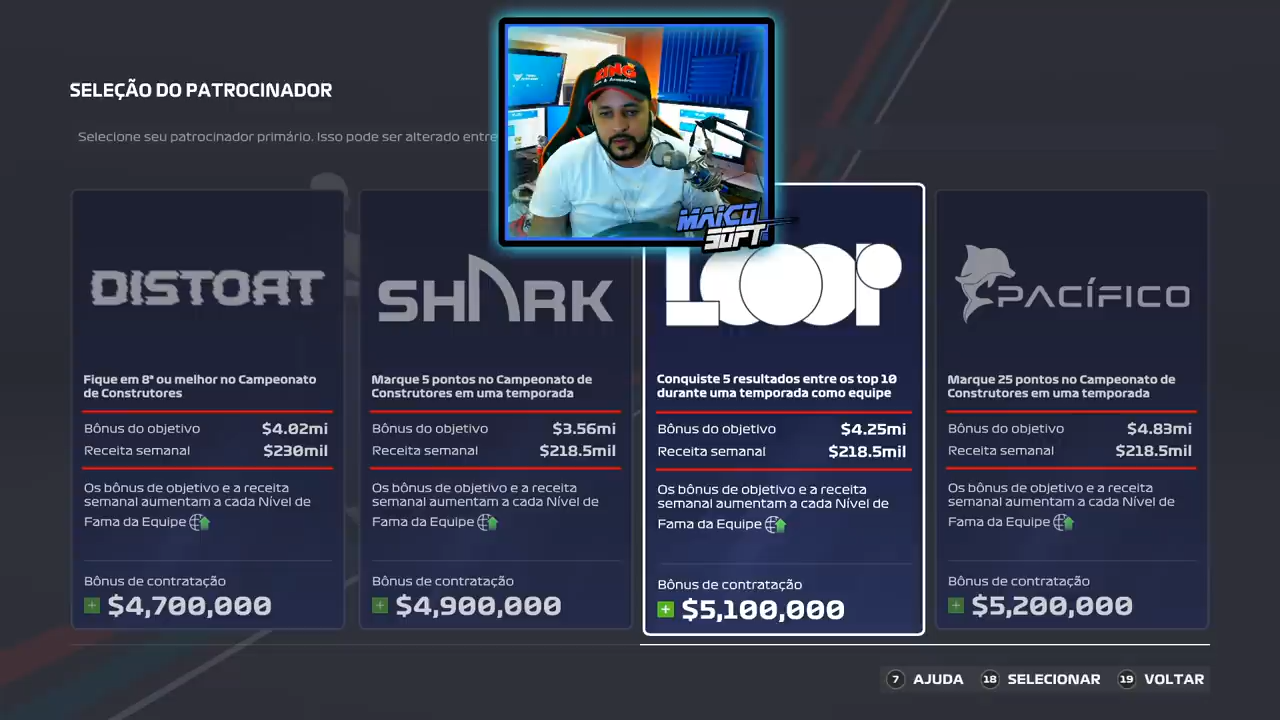 SELEÇÃO DO PATROCINADOR
Selecione seu patrocinador primário. Isso pode ser alterado entre
KING
MAICO
SOFT
DISTORT
Fique em 8º ou melhor no Campeonato
de Construtores
Bônus do objetivo $4.02mi
Receita semanal $230mil
Os bônus de objetivo e a receita
semanal aumentam a cada Nível de
Fama da Equipe
Bônus de contratação
$4,700,000
SHARK
Marque 5 pontos no Campeonato de
Construtores em uma temporada
Bônus do objetivo $3.56mi
Receita semanal $218.5mil
Os bônus de objetivo e a receita
semanal aumentam a cada Nível de
Fama da Equipe
Bônus de contratação
$4,900,000
LOOP
Conquiste 5 resultados entre os top 10
durante uma temporada como equipe
Bônus do objetivo $4.25mi
Receita semanal $218.5mil
Os bônus de objetivo e a receita
semanal aumentam a cada Nível de
Fama da Equipe
Bônus de contratação
$5,100,000
PACÍFICO
Marque 25 pontos no Campeonato de
Construtores em uma temporada
Bônus do objetivo $4.83mi
Receita semanal $218.5mil
Os bônus de objetivo e a receita
semanal aumentam a cada Nível de
Fama da Equipe
Bônus de contratação
$5,200,000
7 AJUDA 18 SELECIONAR 19 VOLTAR